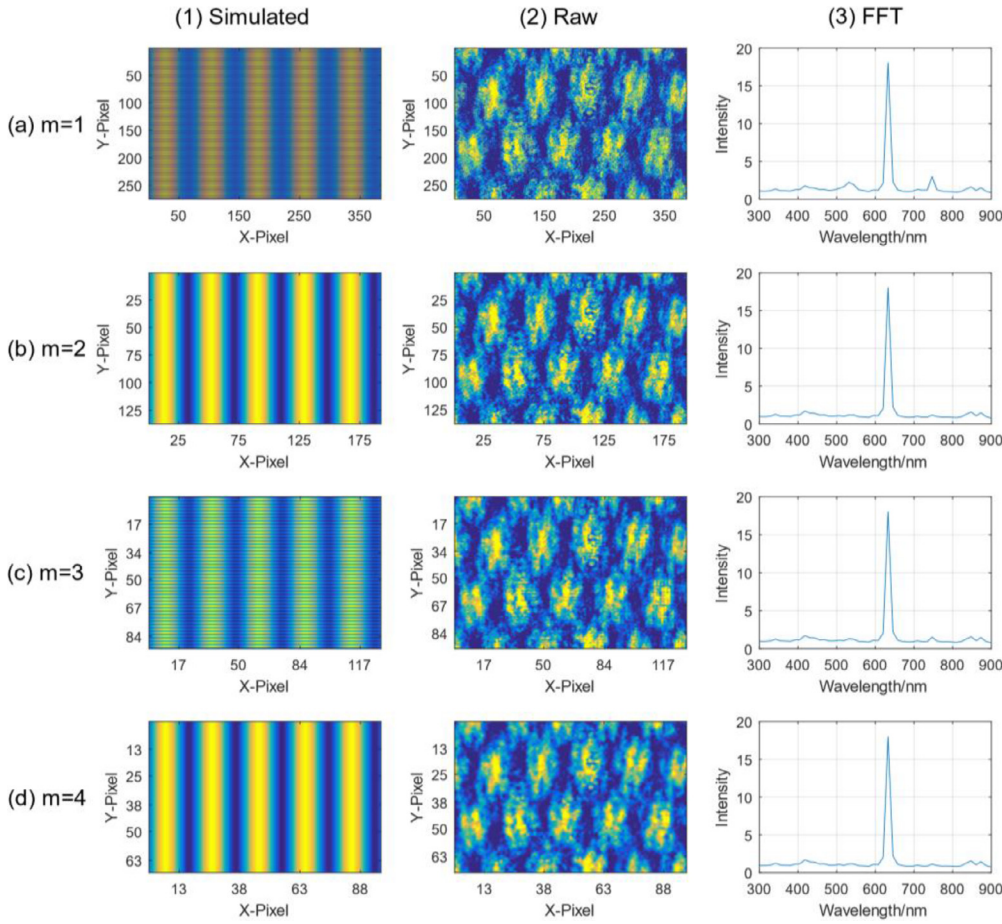 (1) Simulated (2) Raw (3) FFT
(a) m=1
Y-Pixel
50
100
150
200
250
50 150 250 350
X-Pixel
Y-Pixel
50
100
150
200
250
50 150 250 350
X-Pixel
Intensity
20
15
10
5
0
300 400 500 600 700 800 900
Wavelength/nm
(b) m=2
Y-Pixel
25
50
75
100
125
25 75 125 175
X-Pixel
Y-Pixel
25
50
75
100
125
25 75 125 175
X-Pixel
Intensity
20
15
10
5
0
300 400 500 600 700 800 900
Wavelength/nm
(c) m=3
Y-Pixel
17
34
50
67
84
17 50 84 117
X-Pixel
Y-Pixel
17
34
50
67
84
17 50 84 117
X-Pixel
Intensity
20
15
10
5
0
300 400 500 600 700 800 900
Wavelength/nm
(d) m=4
Y-Pixel
13
25
38
50
63
13 38 63 88
X-Pixel
Y-Pixel
13
25
38
50
63
13 38 63 88
X-Pixel
Intensity
20
15
10
5
0
300 400 500 600 700 800 900
Wavelength/nm